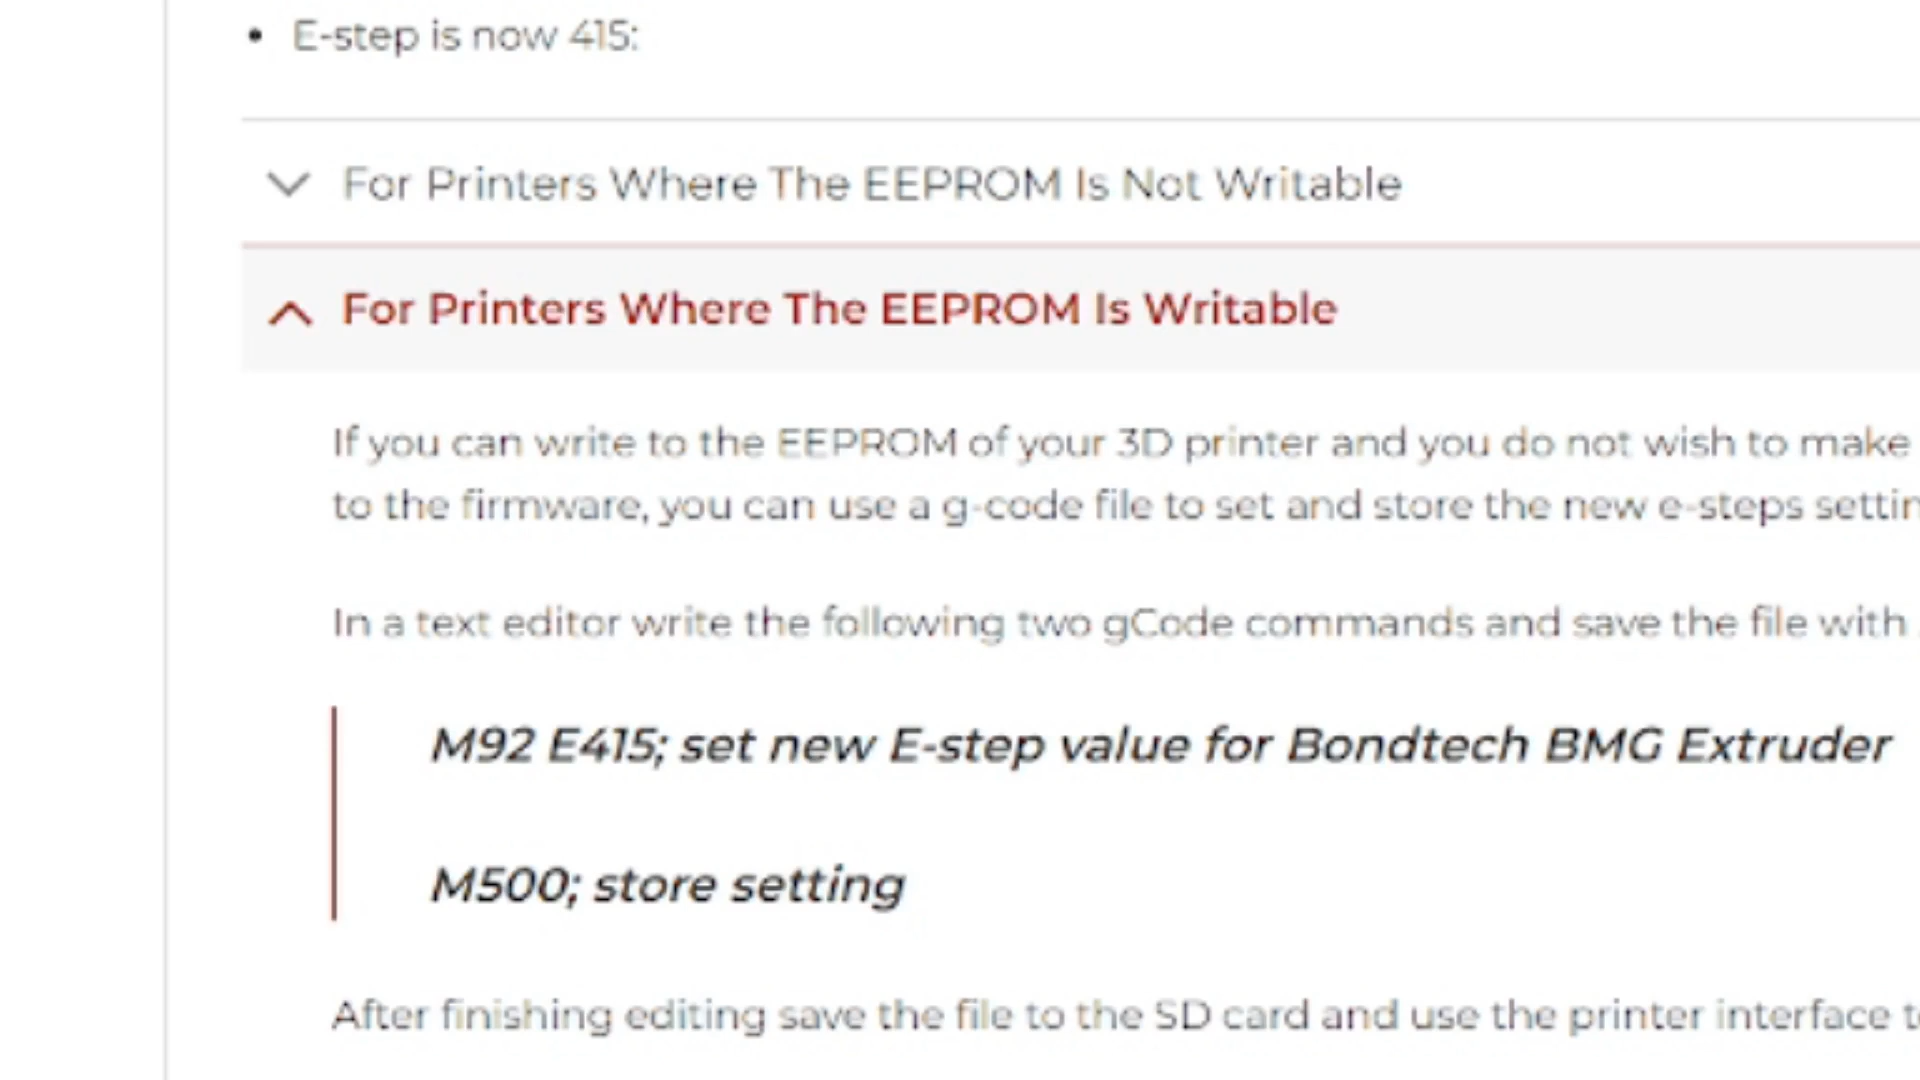 • E-step is now 415:
For Printers Where The EEPROM Is Not Writable
For Printers Where The EEPROM Is Writable
If you can write to the EEPROM of your 3D printer and you do not wish to make
to the firmware, you can use a g-code file to set and store the new e-steps
In a text editor write the following two gCode commands and save the file with
M92 E415; set new E-step value for Bondtech BMG Extruder
M500; store setting
After finishing editing save the file to the SD card and use the printer interface